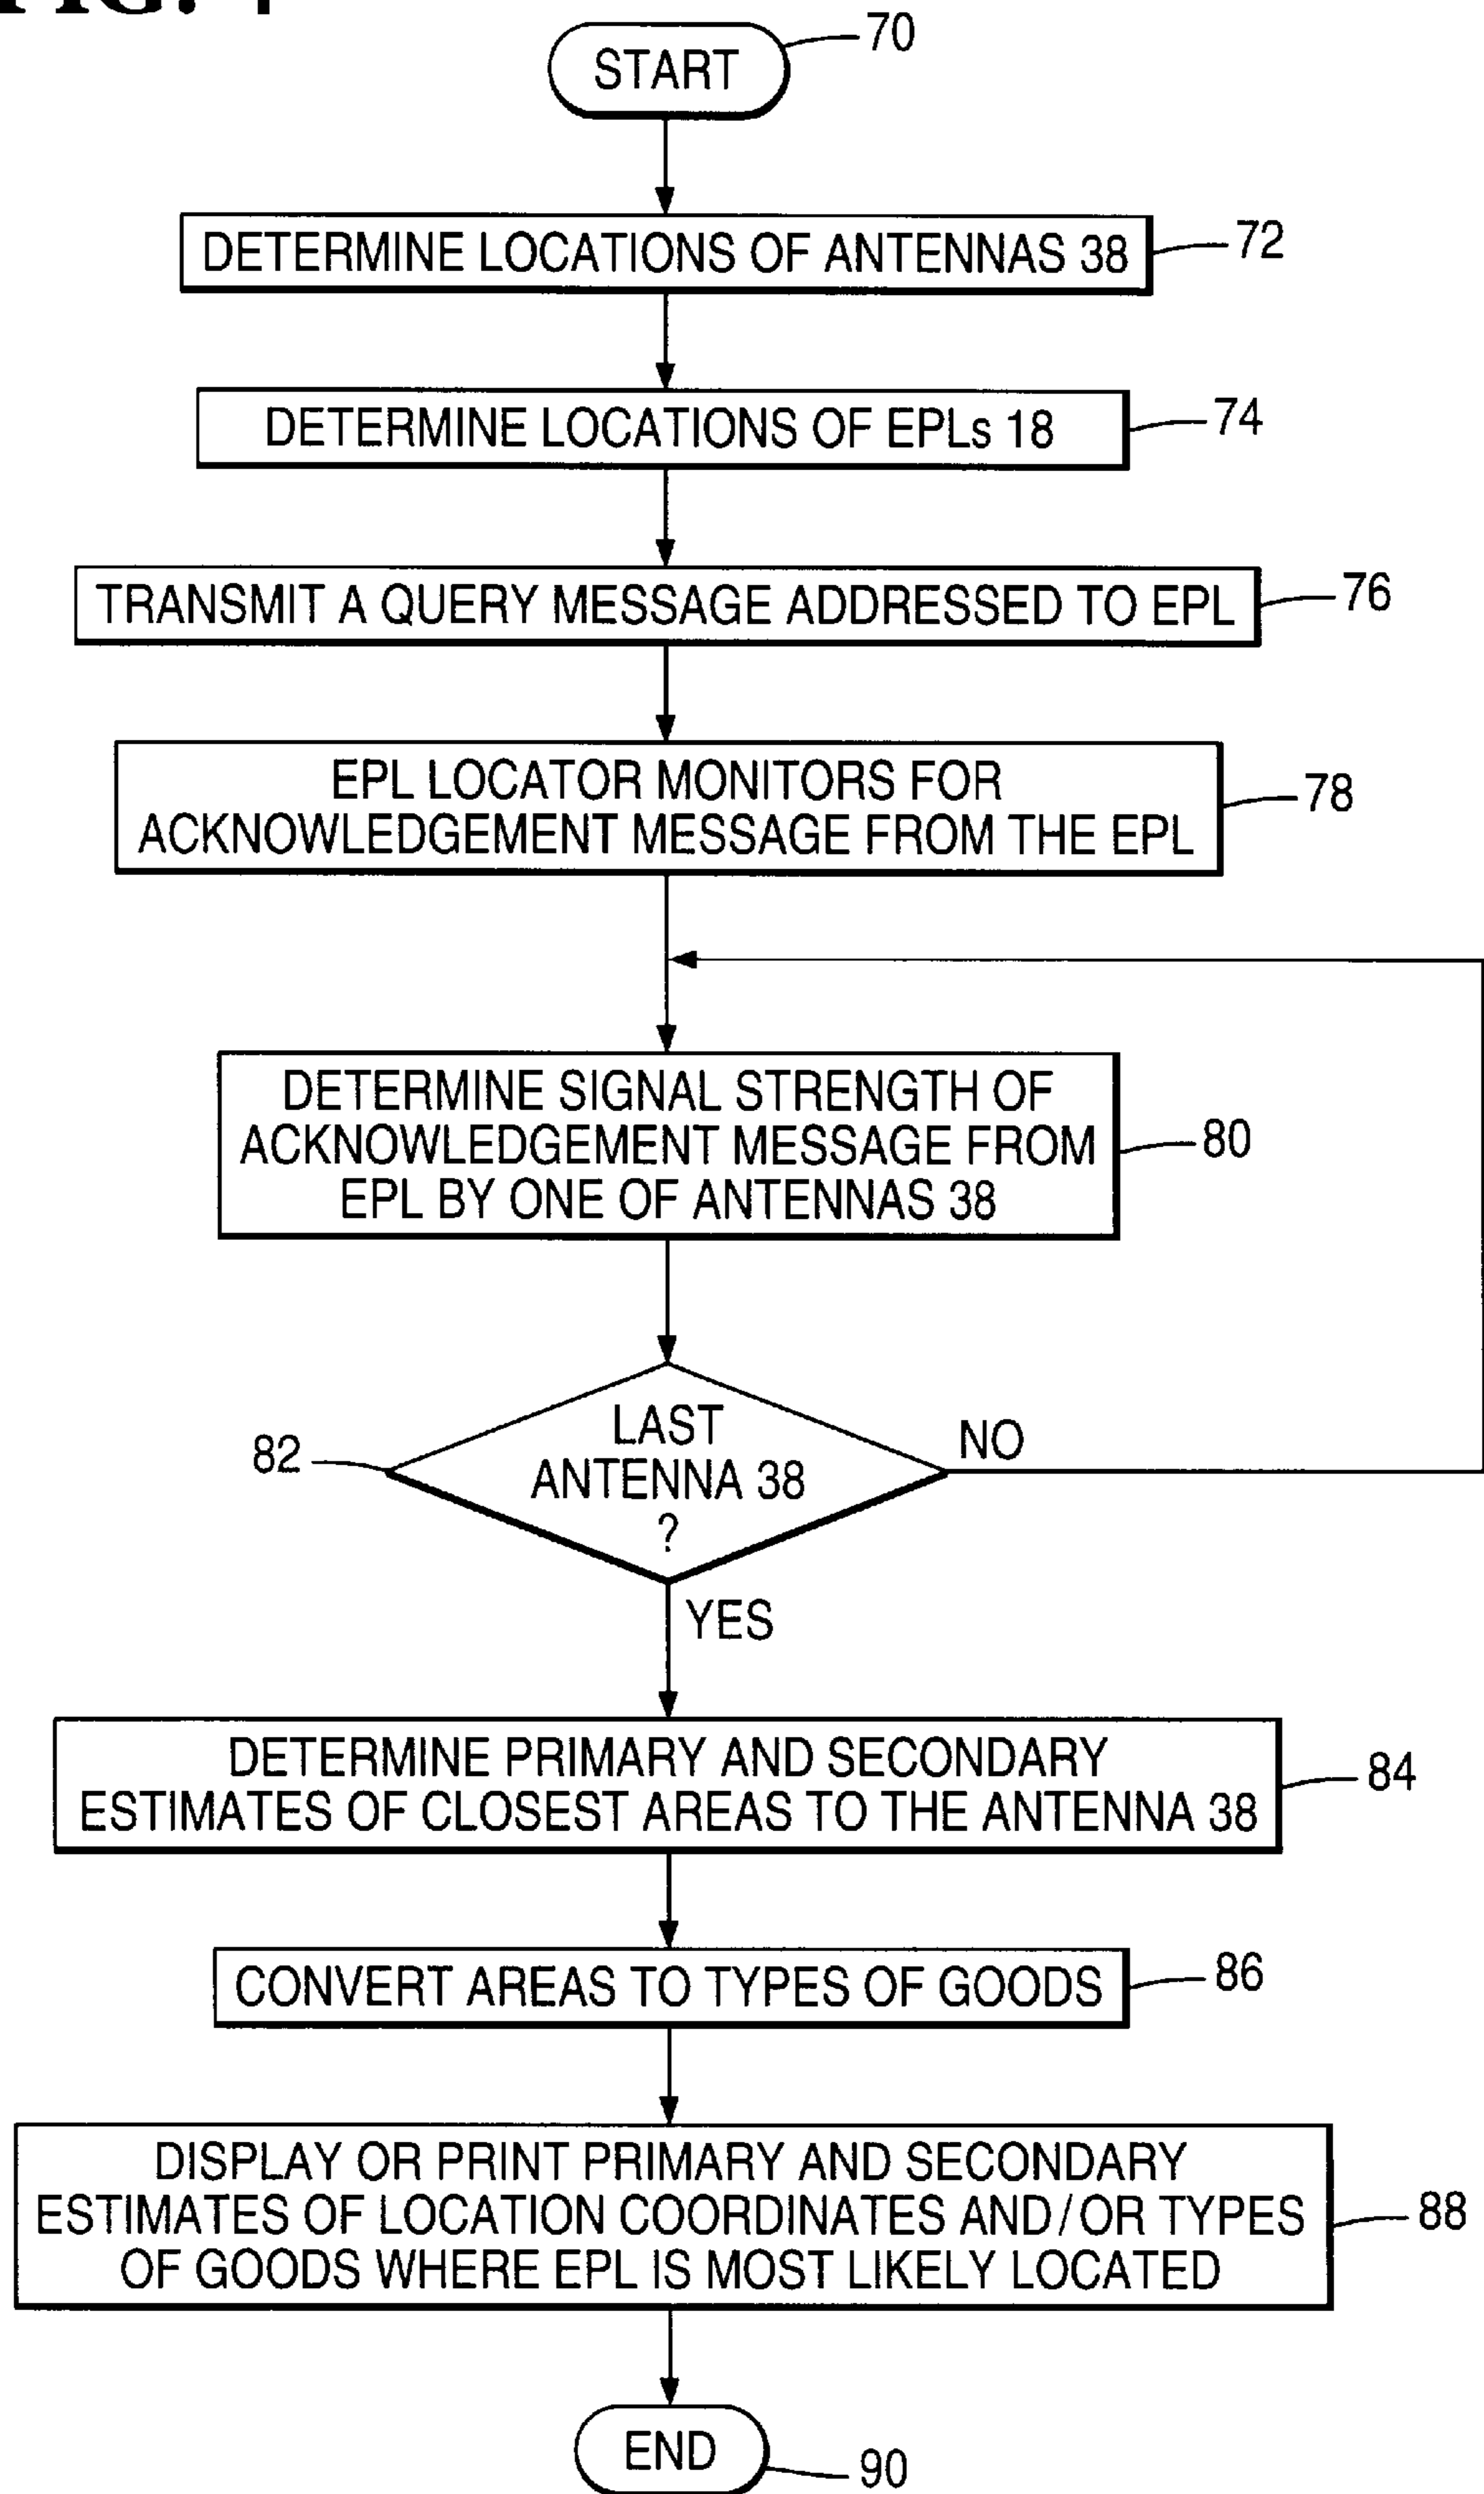 START
70
DETERMINE LOCATIONS OF ANTENNAS 38
72
DETERMINE LOCATIONS OF EPLs 18
74
TRANSMIT A QUERY MESSAGE ADDRESSED TO EPL
76
EPL LOCATOR MONITORS FOR
ACKNOWLEDGEMENT MESSAGE FROM THE EPL
78
DETERMINE SIGNAL STRENGTH OF
ACKNOWLEDGEMENT MESSAGE FROM
EPL BY ONE OF ANTENNAS 38
80
LAST
ANTENNA 38
?
82
NO
YES
DETERMINE PRIMARY AND SECONDARY
ESTIMATES OF CLOSEST AREAS TO THE ANTENNA 38
84
CONVERT AREAS TO TYPES OF GOODS
86
DISPLAY OR PRINT PRIMARY AND SECONDARY
ESTIMATES OF LOCATION COORDINATES AND/OR TYPES
OF GOODS WHERE EPL IS MOST LIKELY LOCATED
88
END
90